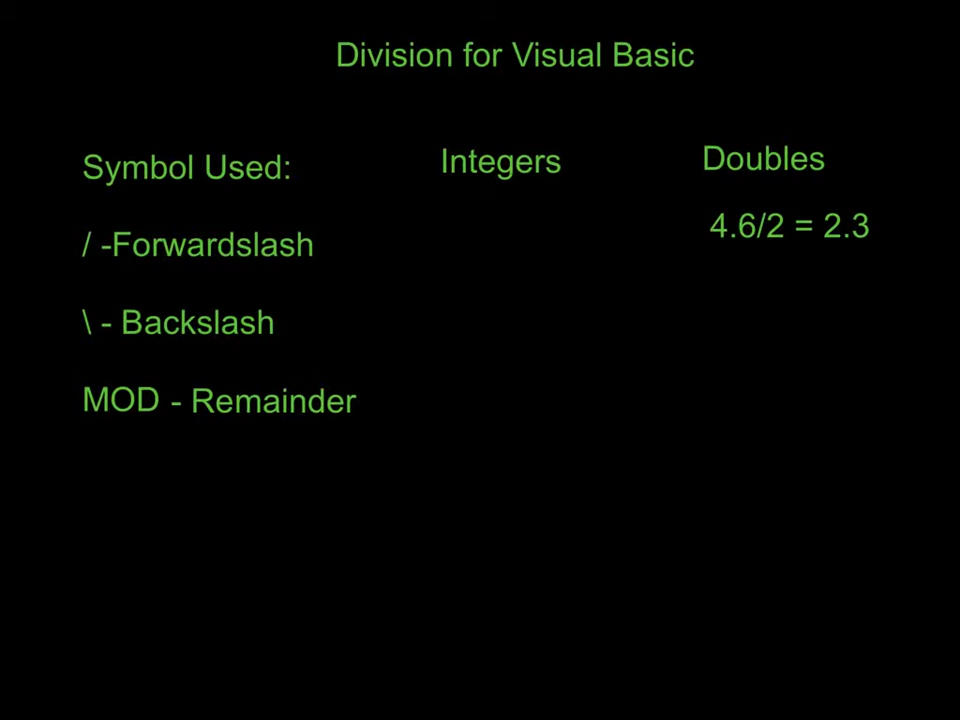 Division for Visual Basic
Symbol Used:
Integers
Doubles
/ -Forwardslash
4.6/2 = 2.3
\ - Backslash
MOD - Remainder